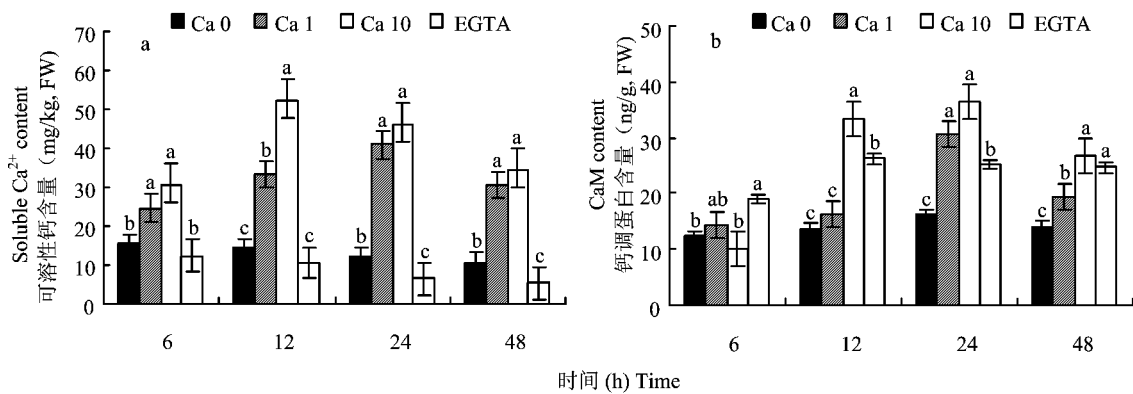 Ca 0 Ca 1 Ca 10 EGTA
a
70
60
50
40
30
20
10
0
Soluble Ca²⁺ content
可溶性钙含量（mg/kg, FW）
b a a b
c b a c
b a a c
b a a c
6 12 24 48
Ca 0 Ca 1 Ca 10 EGTA
b
50
40
30
20
10
0
CaM content
钙调蛋白含量（ng/g, FW）
b ab b a
c c a b
c a a b
c b a a
6 12 24 48
时间 (h) Time